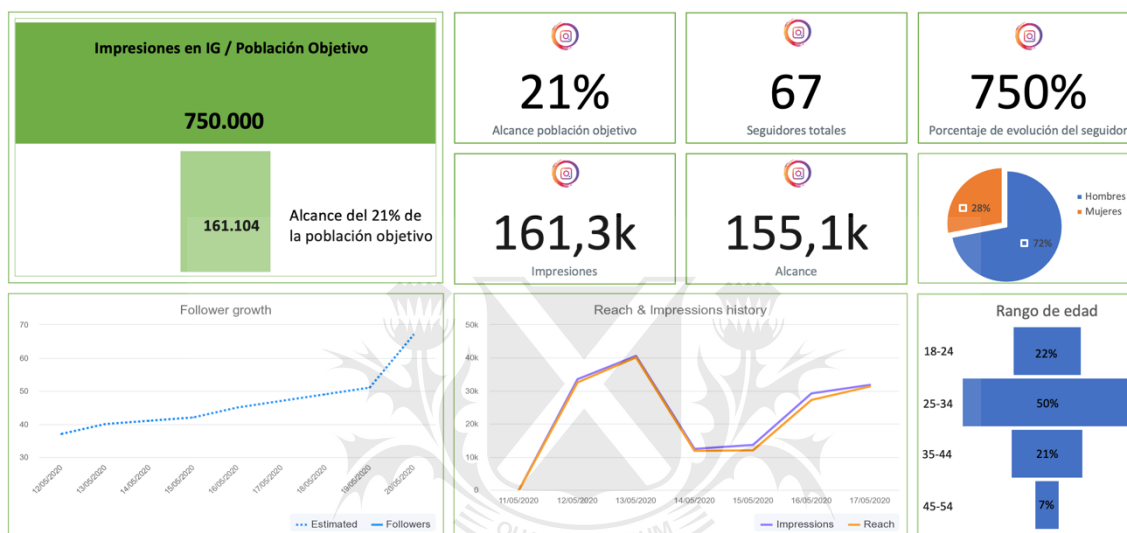 Impresiones en IG / Población Objetivo
750.000
161.104
Alcance del 21% de
la población objetivo
21%
Alcance población objetivo
67
Seguidores totales
750%
Porcentaje de evolución del seguidor
161,3k
Impresiones
155,1k
Alcance
28%
72%
Hombres
Mujeres
Follower growth
70
60
50
40
30
12/05/2020
13/05/2020
14/05/2020
15/05/2020
16/05/2020
17/05/2020
18/05/2020
19/05/2020
20/05/2020
Estimated
Followers
Reach & Impressions history
50k
40k
30k
20k
10k
0
11/05/2020
12/05/2020
13/05/2020
14/05/2020
15/05/2020
16/05/2020
17/05/2020
Impressions
Reach
Rango de edad
18-24
22%
25-34
50%
35-44
21%
45-54
7%